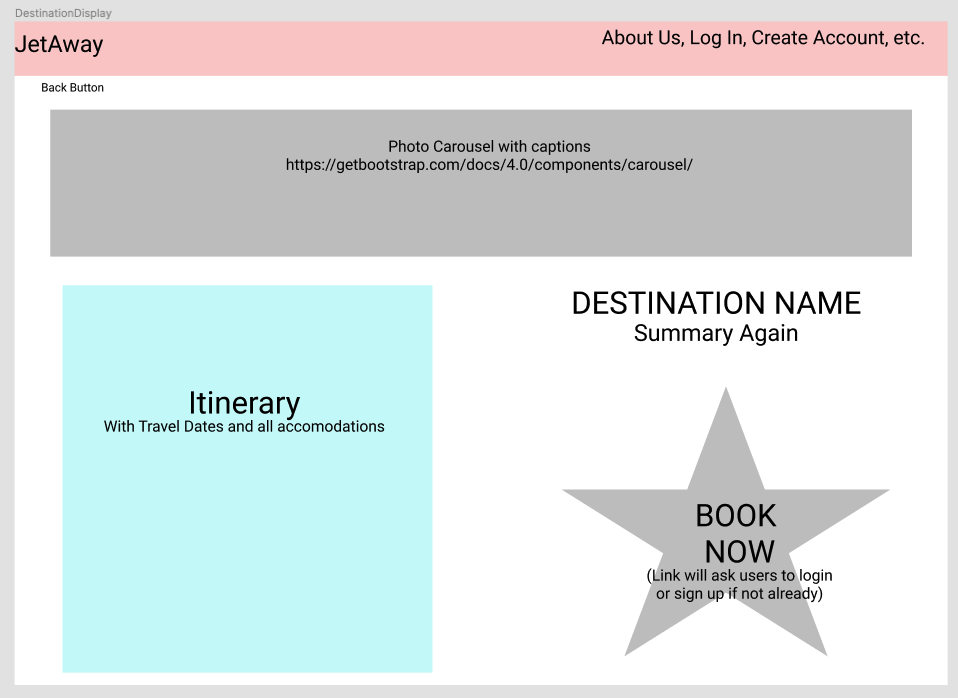 DestinationDisplay
JetAway
About Us, Log In, Create Account, etc.
Back Button
Photo Carousel with captions
https://getbootstrap.com/docs/4.0/components/carousel/
Itinerary
With Travel Dates and all accomodations
DESTINATION NAME
Summary Again
BOOK
NOW
(Link will ask users to login
or sign up if not already)